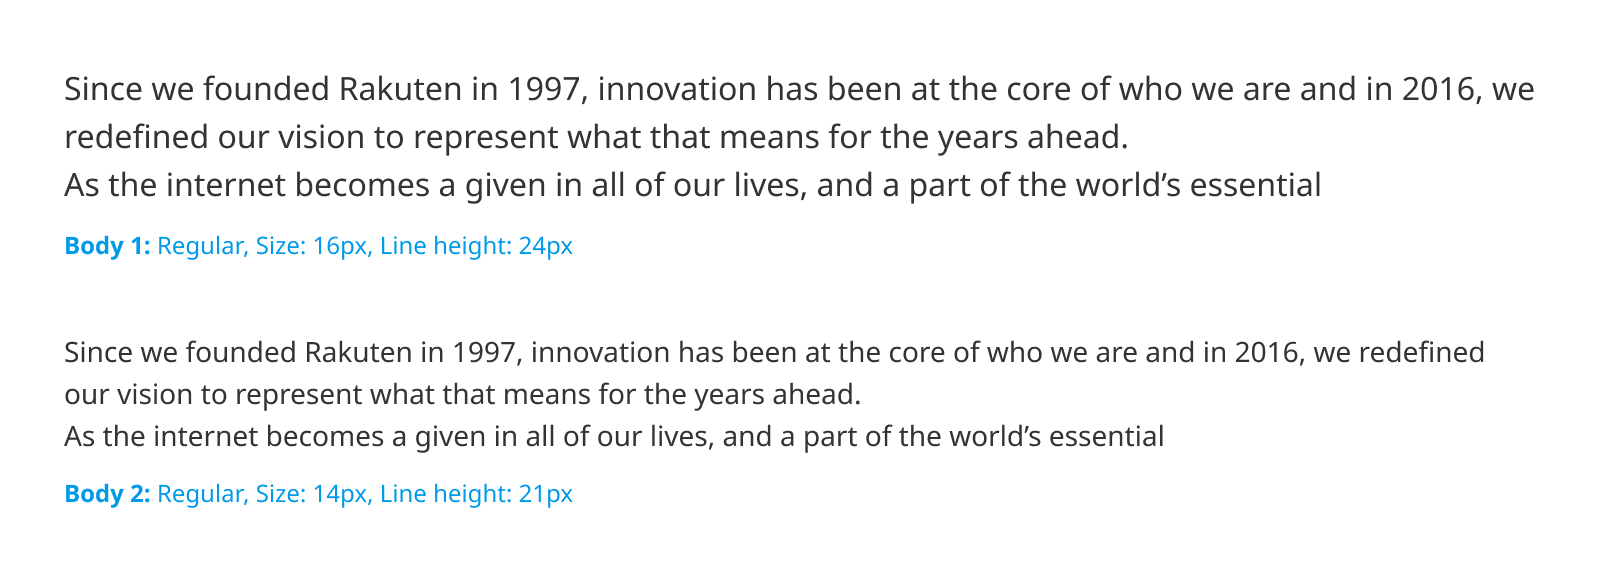 Since we founded Rakuten in 1997, innovation has been at the core of who we are and in 2016, we
redefined our vision to represent what that means for the years ahead.
As the internet becomes a given in all of our lives, and a part of the world’s essential
Body 1: Regular, Size: 16px, Line height: 24px
Since we founded Rakuten in 1997, innovation has been at the core of who we are and in 2016, we redefined
our vision to represent what that means for the years ahead.
As the internet becomes a given in all of our lives, and a part of the world’s essential
Body 2: Regular, Size: 14px, Line height: 21px